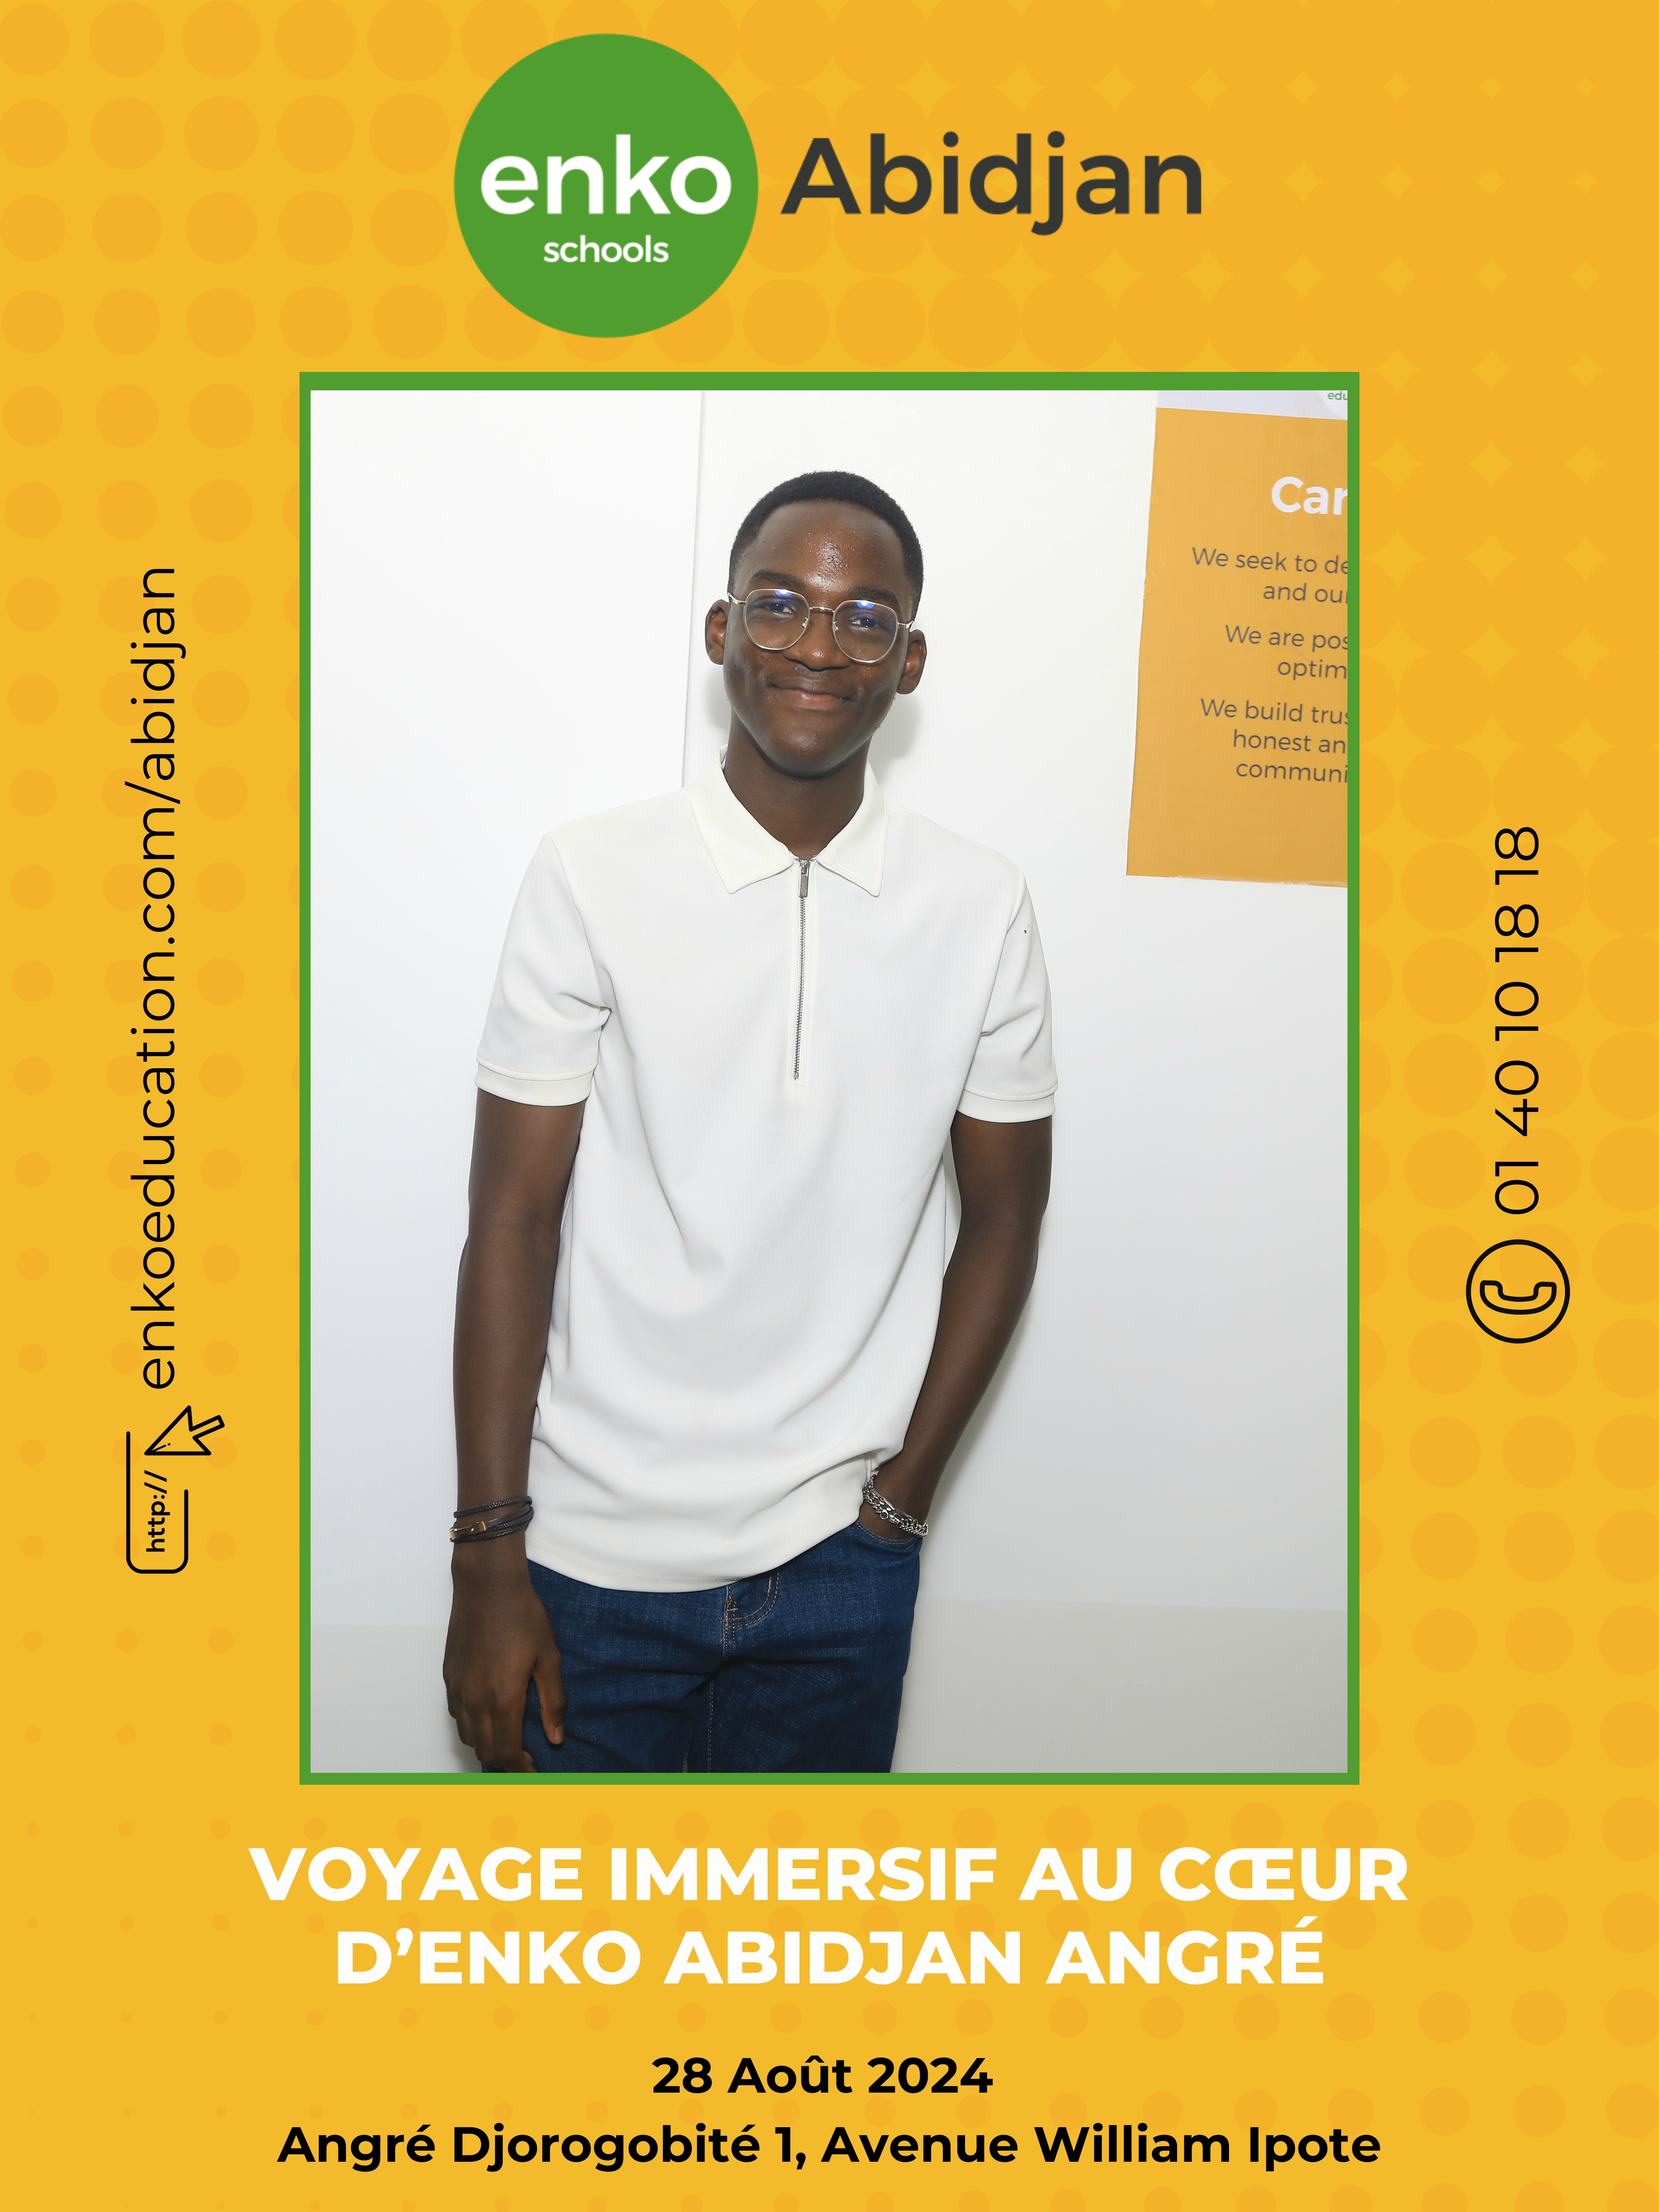 enko
schools
Abidjan
edu
Car
We seek to de
and our
We are pos
optim
We build trus
honest an
communi
http://
enkoeducation.com/abidjan
01 40 10 18 18
VOYAGE IMMERSIF AU CŒUR
D’ENKO ABIDJAN ANGRÉ
28 Août 2024
Angré Djorogobité 1, Avenue William Ipote